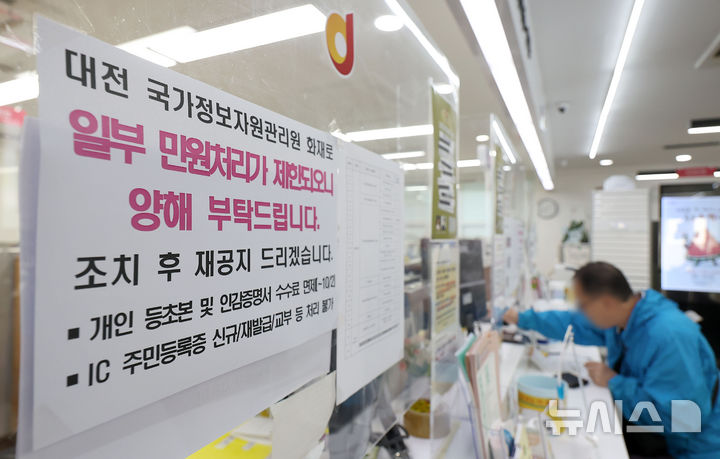 대전 국가정보자원관리원 화재로
일부 민원처리가 제한되오니
양해 부탁드립니다.
조치 후 재공지 드리겠습니다.
▪ 개인 등초본 및 인감증명서 수수료 면제(~10/2
▪ IC 주민등록증 신규/재발급/교부 등 처리 불가
뉴시스